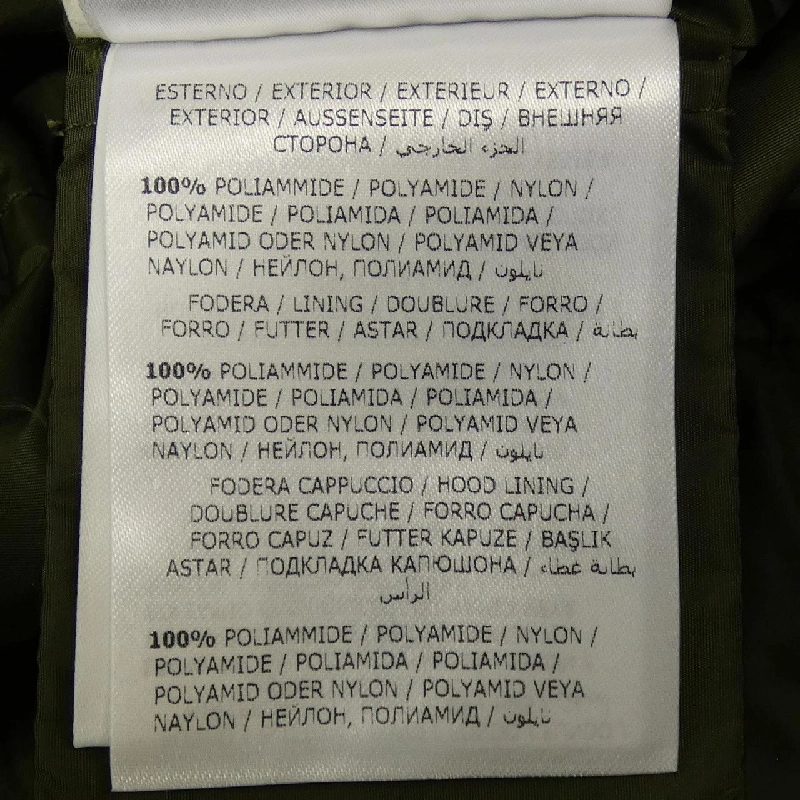 ESTERNO / EXTERIOR / EXTERIEUR / EXTERNO /
EXTERIOR / AUSSENSEITE / DIŞ / ВНЕШНЯЯ
СТОРОНА / الجزء الخارجي
100% POLIAMMIDE / POLYAMIDE / NYLON /
POLYAMIDE / POLIAMIDA / POLIAMIDA /
POLYAMID ODER NYLON / POLYAMID VEYA
NAYLON / НЕЙЛОН, ПОЛИАМИД / نايلون
FODERA / LINING / DOUBLURE / FORRO /
FORRO / FUTTER / ASTAR / ПОДКЛАДКА / بطانة
100% POLIAMMIDE / POLYAMIDE / NYLON /
POLYAMIDE / POLIAMIDA / POLIAMIDA /
POLYAMID ODER NYLON / POLYAMID VEYA
NAYLON / НЕЙЛОН, ПОЛИАМИД / نايلون
FODERA CAPPUCCIO / HOOD LINING /
DOUBLURE CAPUCHE / FORRO CAPUCHA /
FORRO CAPUZ / FUTTER KAPUZE / BAŞLIK
ASTAR / ПОДКЛАДКА КАПЮШОНА / بطانة غطاء
الرأس
100% POLIAMMIDE / POLYAMIDE / NYLON /
POLYAMIDE / POLIAMIDA / POLIAMIDA /
POLYAMID ODER NYLON / POLYAMID VEYA
NAYLON / НЕЙЛОН, ПОЛИАМИД / نايلون